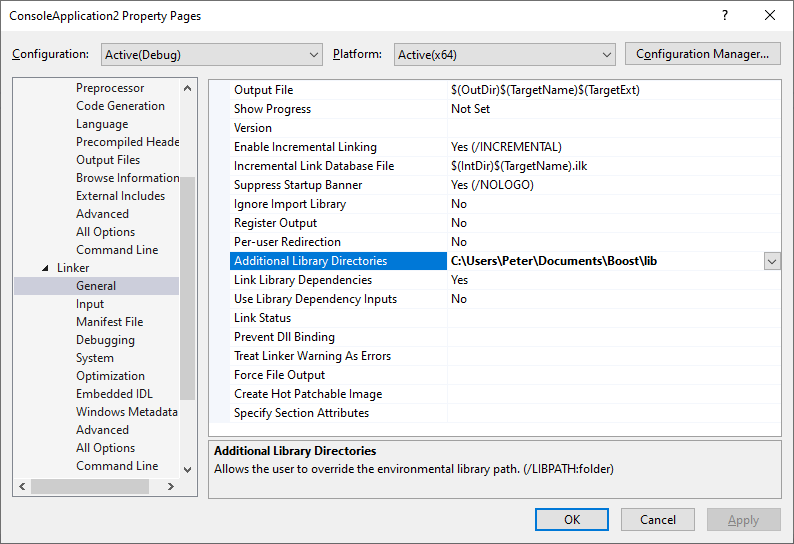 ConsoleApplication2 Property Pages
?
Configuration: Active(Debug) Platform: Active(x64) Configuration Manager...
Preprocessor
Code Generation
Language
Precompiled Heade
Output Files
Browse Information
External Includes
Advanced
All Options
Command Line
Linker
General
Input
Manifest File
Debugging
System
Optimization
Embedded IDL
Windows Metadata
Advanced
All Options
Command Line
Output File $(OutDir)$(TargetName)$(TargetExt)
Show Progress Not Set
Version
Enable Incremental Linking Yes (/INCREMENTAL)
Incremental Link Database File $(IntDir)$(TargetName).ilk
Suppress Startup Banner Yes (/NOLOGO)
Ignore Import Library No
Register Output No
Per-user Redirection No
Additional Library Directories C:\Users\Peter\Documents\Boost\lib
Link Library Dependencies Yes
Use Library Dependency Inputs No
Link Status
Prevent Dll Binding
Treat Linker Warning As Errors
Force File Output
Create Hot Patchable Image
Specify Section Attributes
Additional Library Directories
Allows the user to override the environmental library path. (/LIBPATH:folder)
OK Cancel Apply